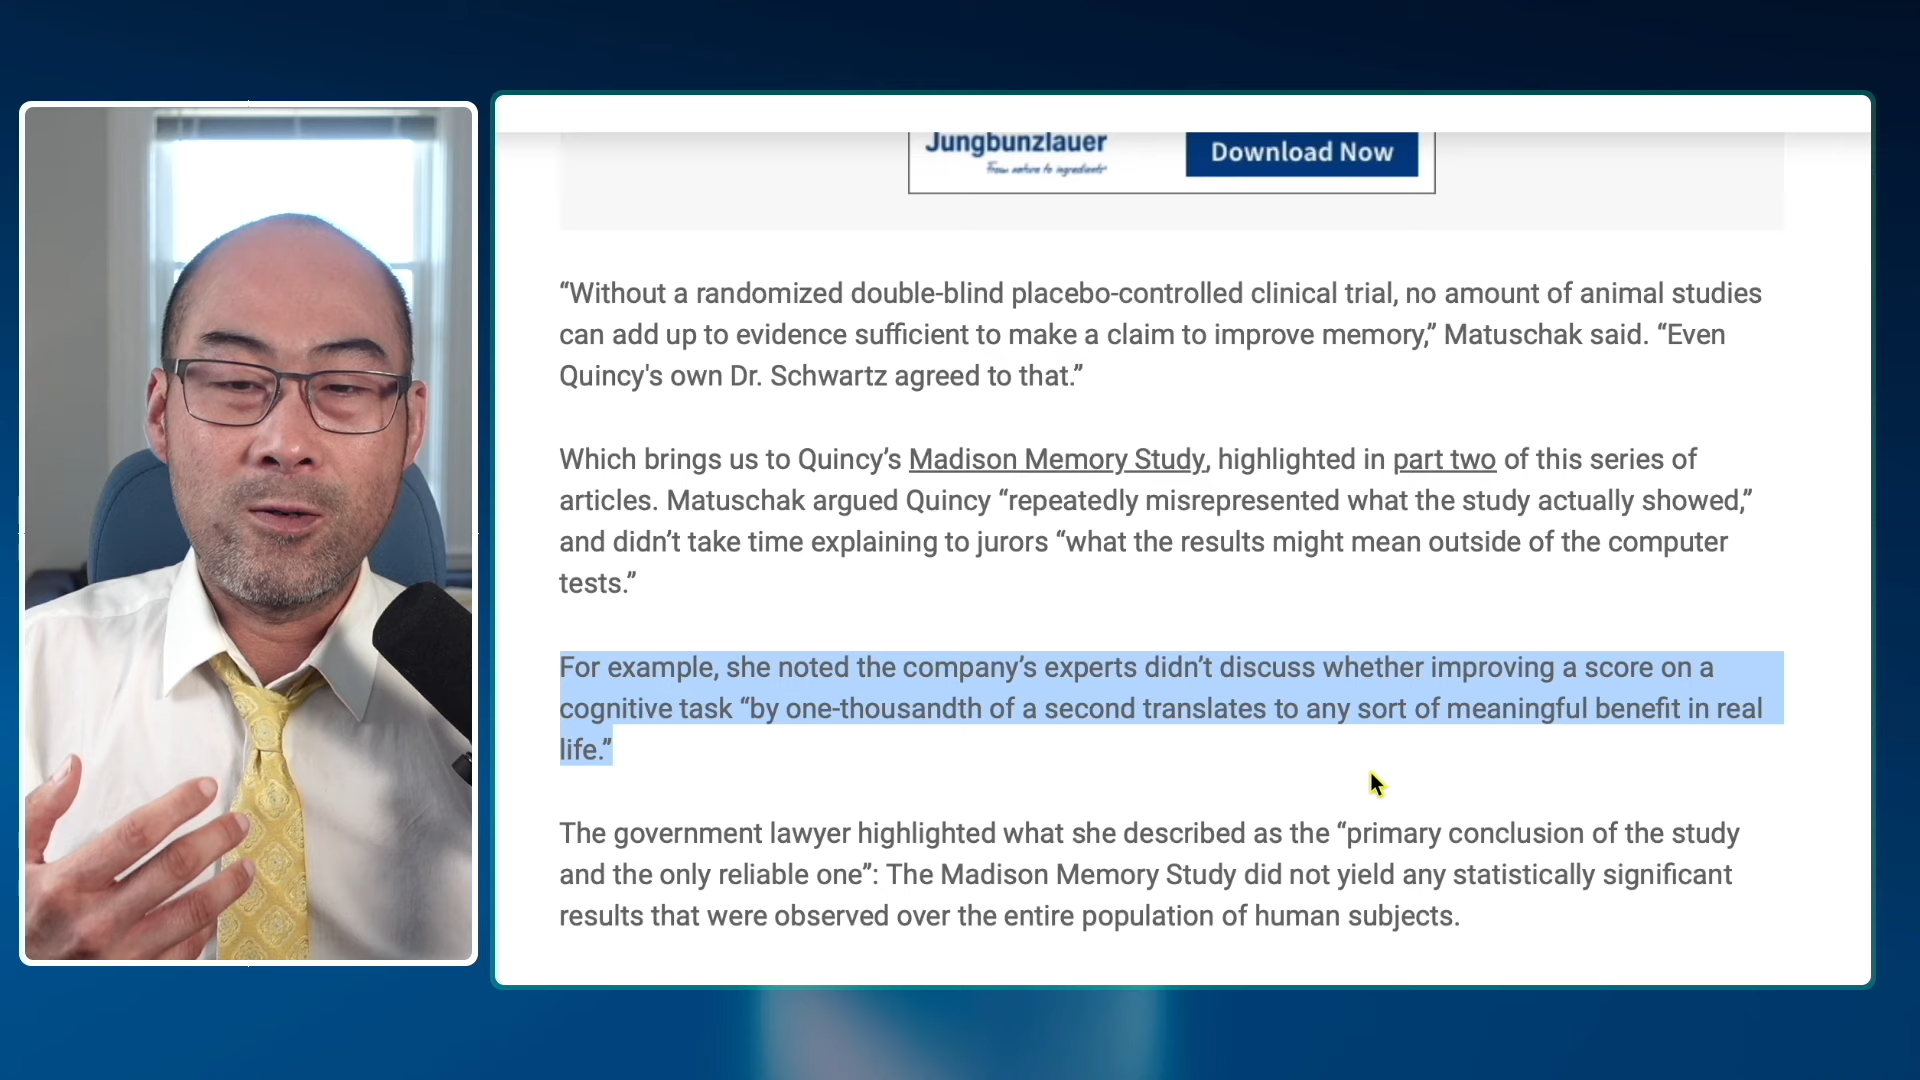 Jungbunzlauer
From nature to ingredients
Download Now
“Without a randomized double-blind placebo-controlled clinical trial, no amount of animal studies
can add up to evidence sufficient to make a claim to improve memory,” Matuschak said. “Even
Quincy's own Dr. Schwartz agreed to that.”
Which brings us to Quincy’s Madison Memory Study, highlighted in part two of this series of
articles. Matuschak argued Quincy “repeatedly misrepresented what the study actually showed,”
and didn’t take time explaining to jurors “what the results might mean outside of the computer
tests.”
For example, she noted the company’s experts didn’t discuss whether improving a score on a
cognitive task “by one-thousandth of a second translates to any sort of meaningful benefit in real
life.”
The government lawyer highlighted what she described as the “primary conclusion of the study
and the only reliable one”: The Madison Memory Study did not yield any statistically significant
results that were observed over the entire population of human subjects.